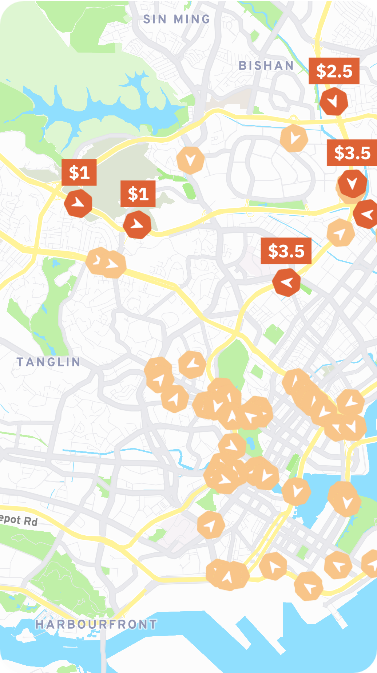 SIN MING
BISHAN
$2.5
$3.5
$1
$1
$3.5
TANGLIN
epot Rd
HARBOURFRONT